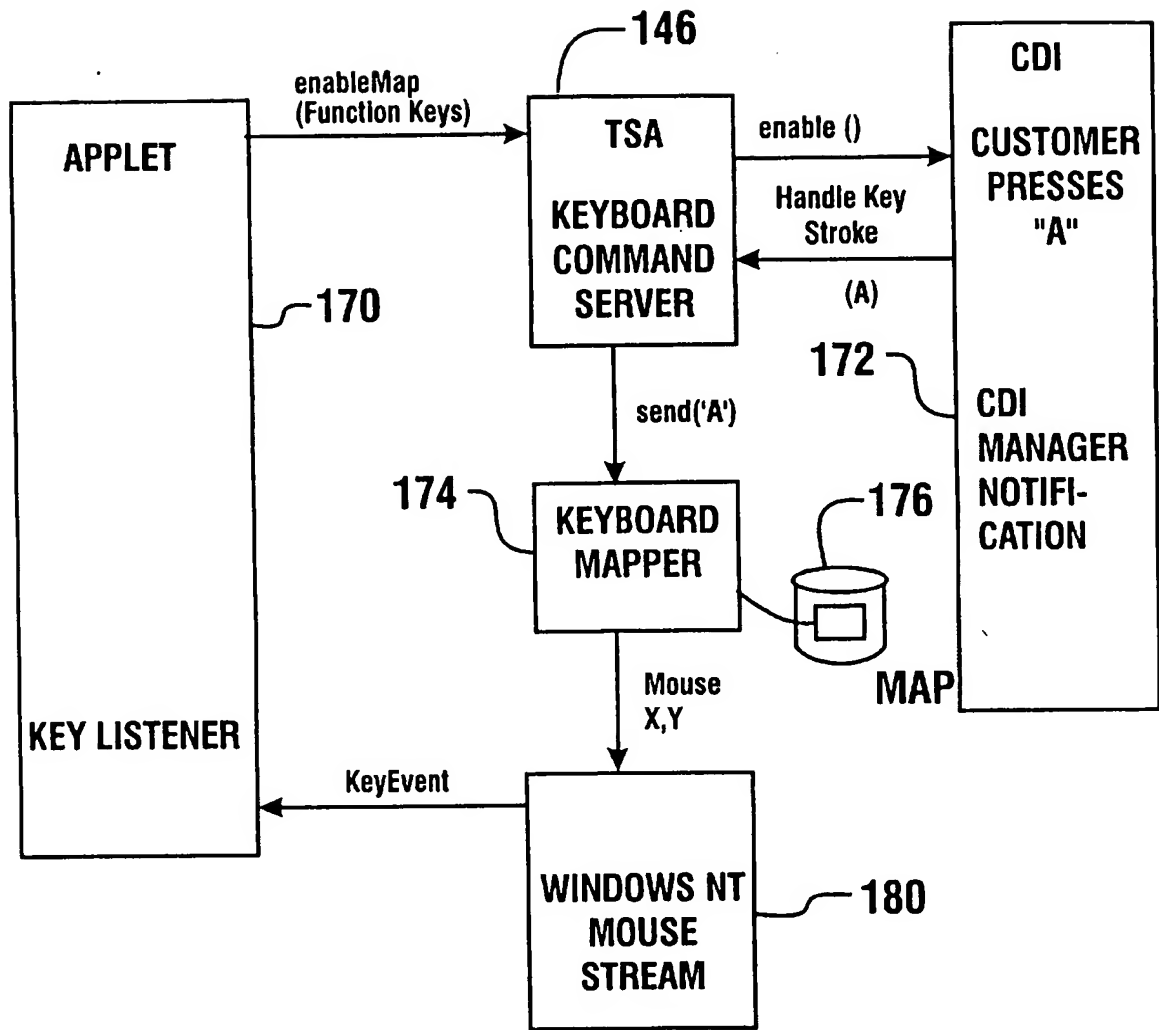 146
CDI
enableMap
(Function Keys)
APPLET
TSA
enable ()
CUSTOMER
PRESSES
"A"
Handle Key
Stroke
KEYBOARD
COMMAND
SERVER
(A)
170
172
CDI
MANAGER
NOTIFI-
CATION
send('A')
174
KEYBOARD
MAPPER
176
MAP
Mouse
X,Y
KEY LISTENER
KeyEvent
WINDOWS NT
MOUSE
STREAM
180